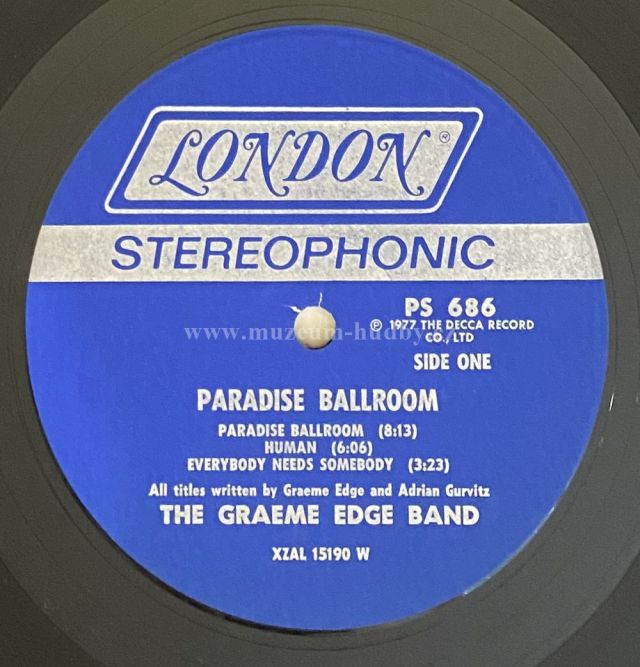 LONDON®
STEREOPHONIC
PS 686
℗ 1977 THE DECCA RECORD
CO., LTD
SIDE ONE
www.muzeum-hudby.cz
PARADISE BALLROOM
PARADISE BALLROOM (8:13)
HUMAN (6:06)
EVERYBODY NEEDS SOMEBODY (3:23)
All titles written by Graeme Edge and Adrian Gurvitz
THE GRAEME EDGE BAND
XZAL 15190 W